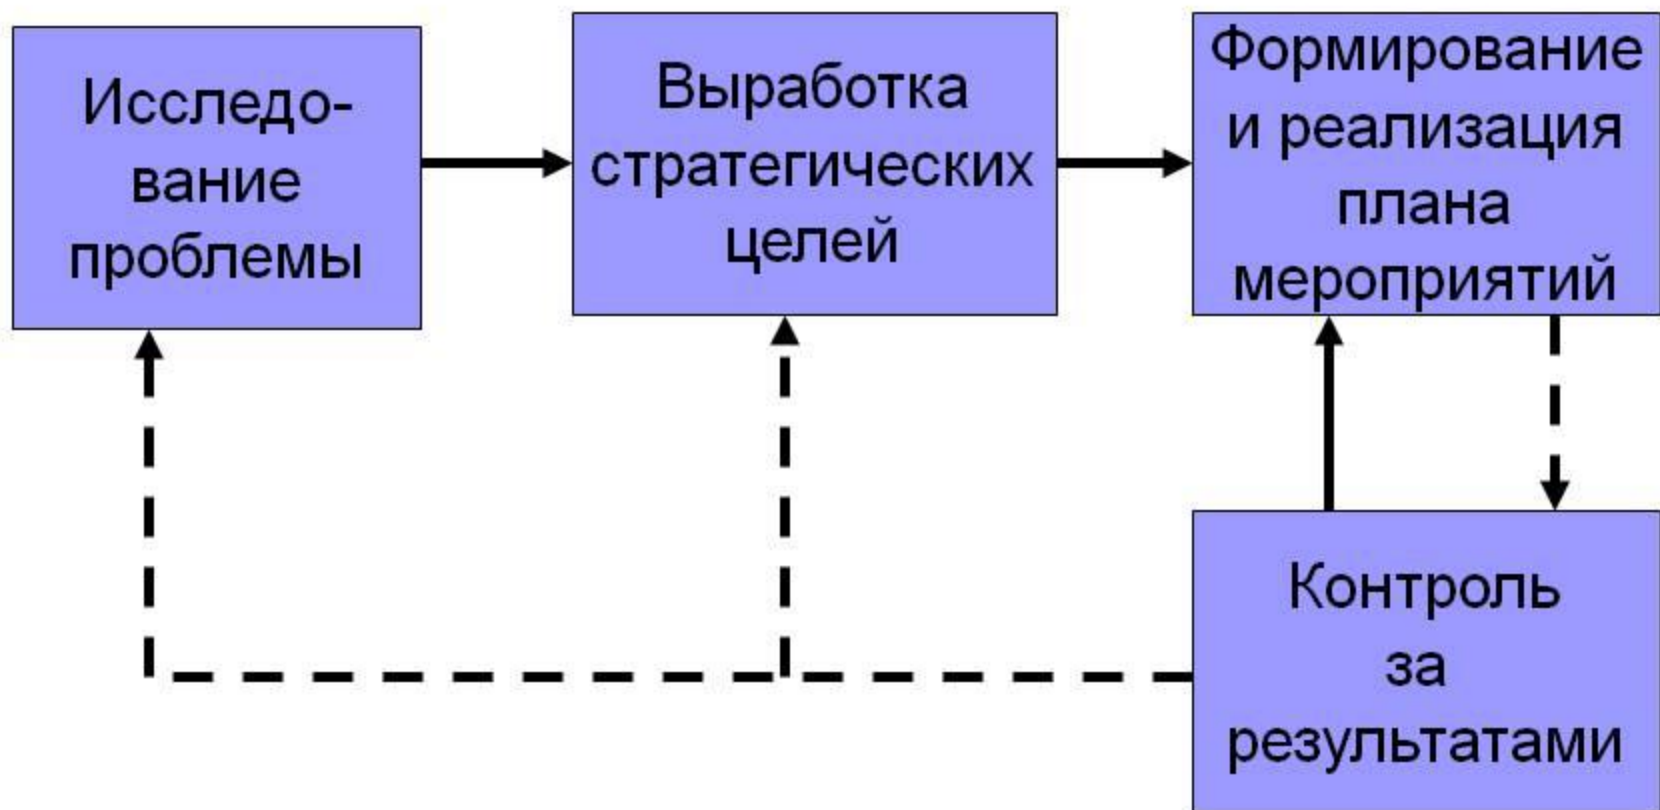 Исследо-
вание
проблемы
Выработка
стратегических
целей
Формирование
и реализация
плана
мероприятий
Контроль
за
результатами